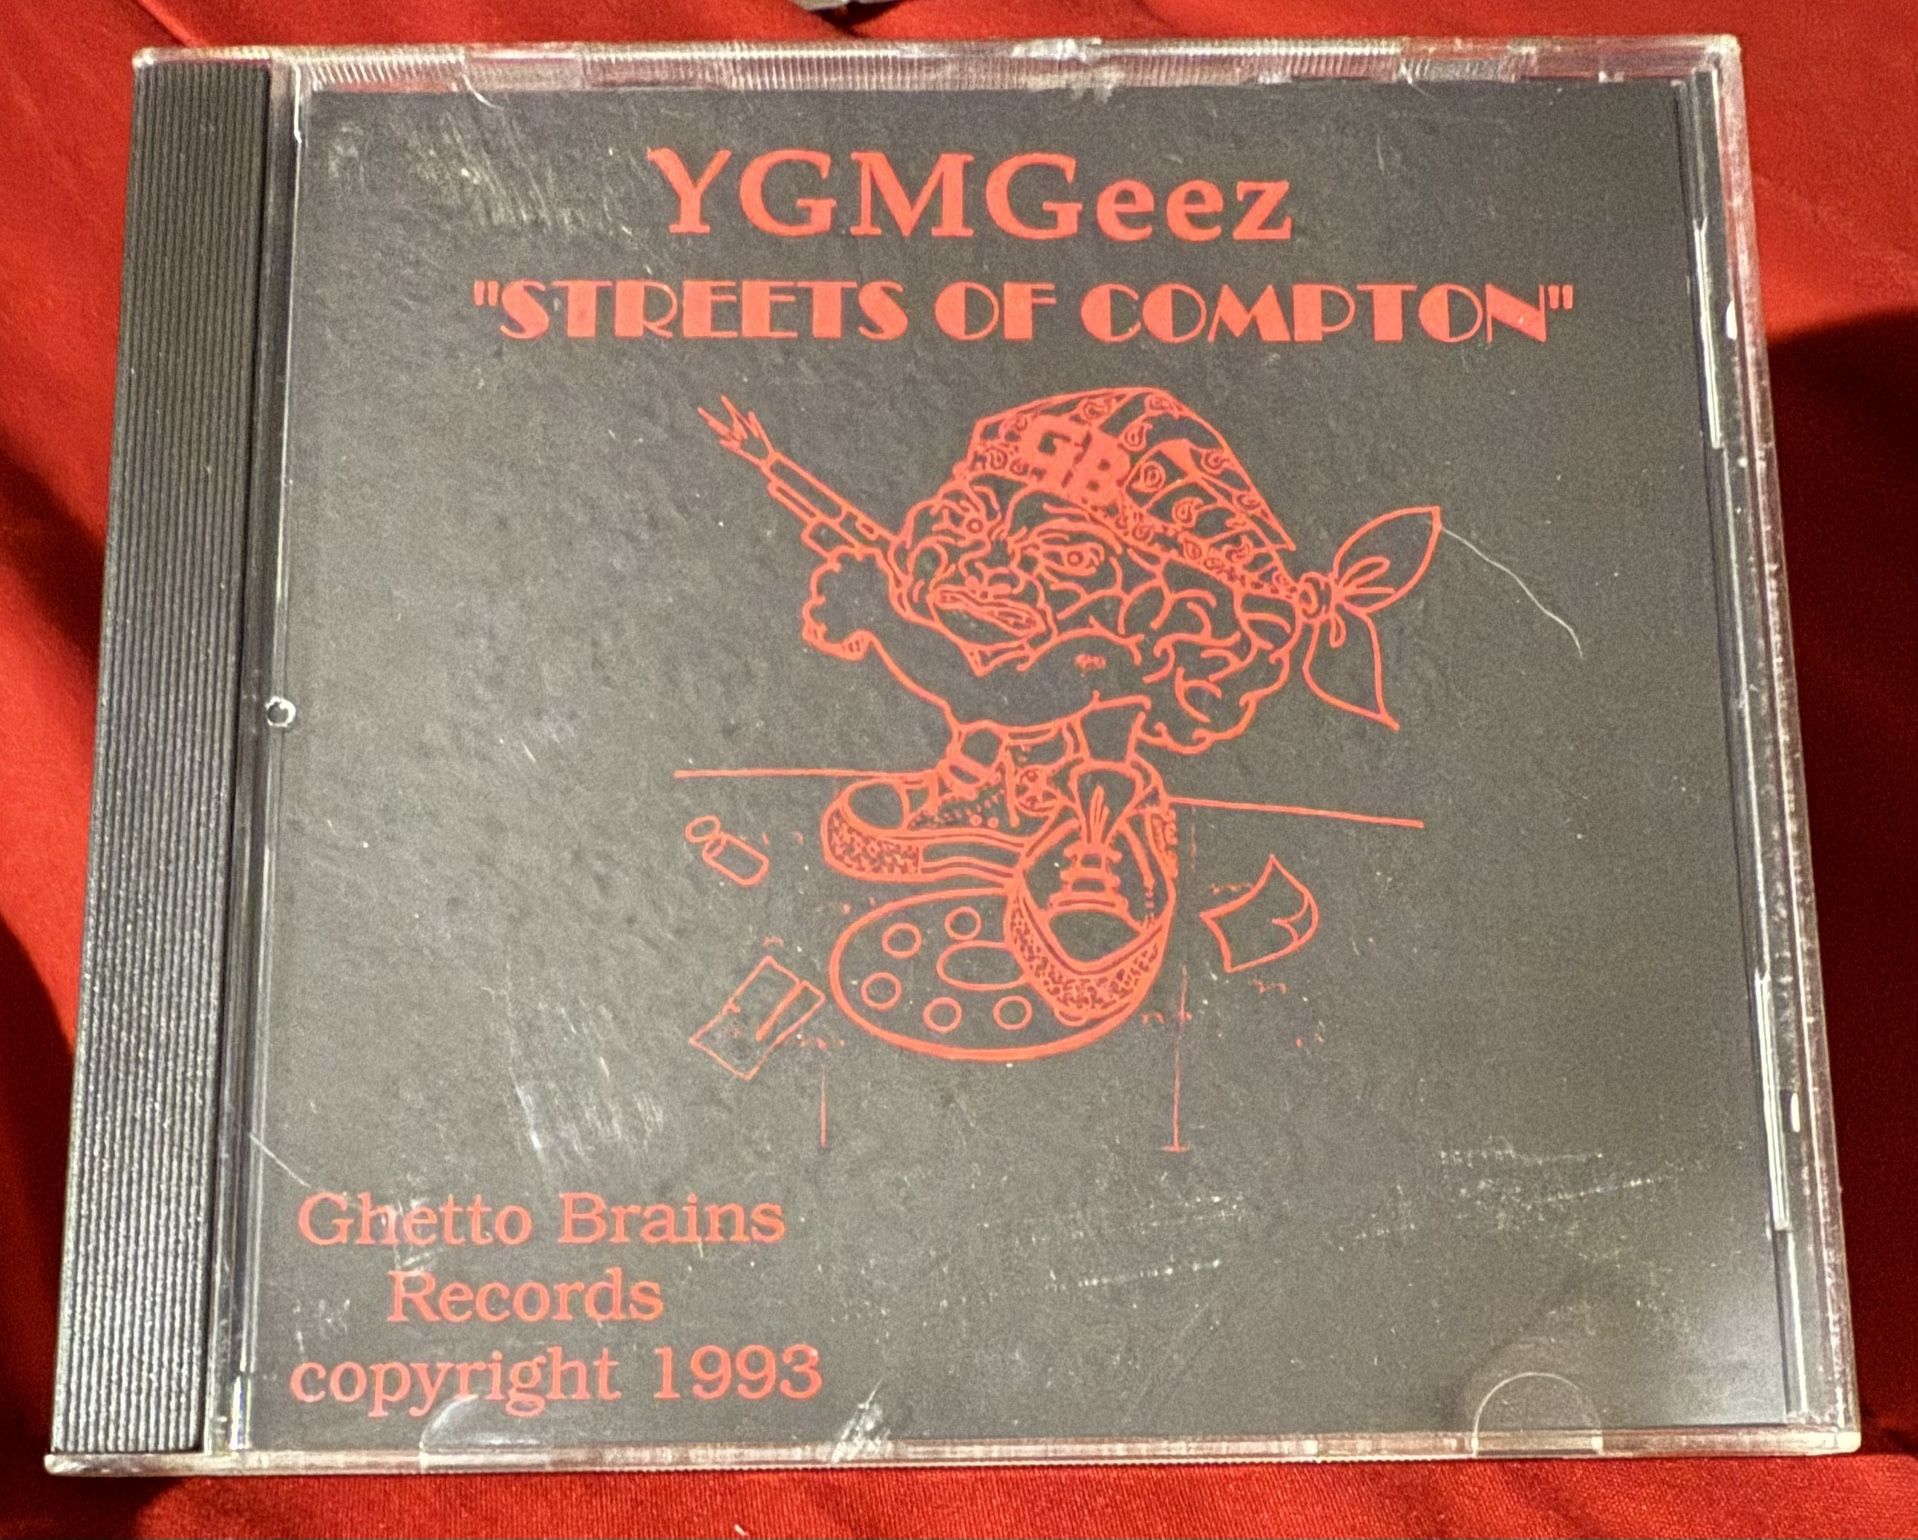 YGMGeez
"STREETS OF COMPTON"
GB
Ghetto Brains
Records
copyright 1993